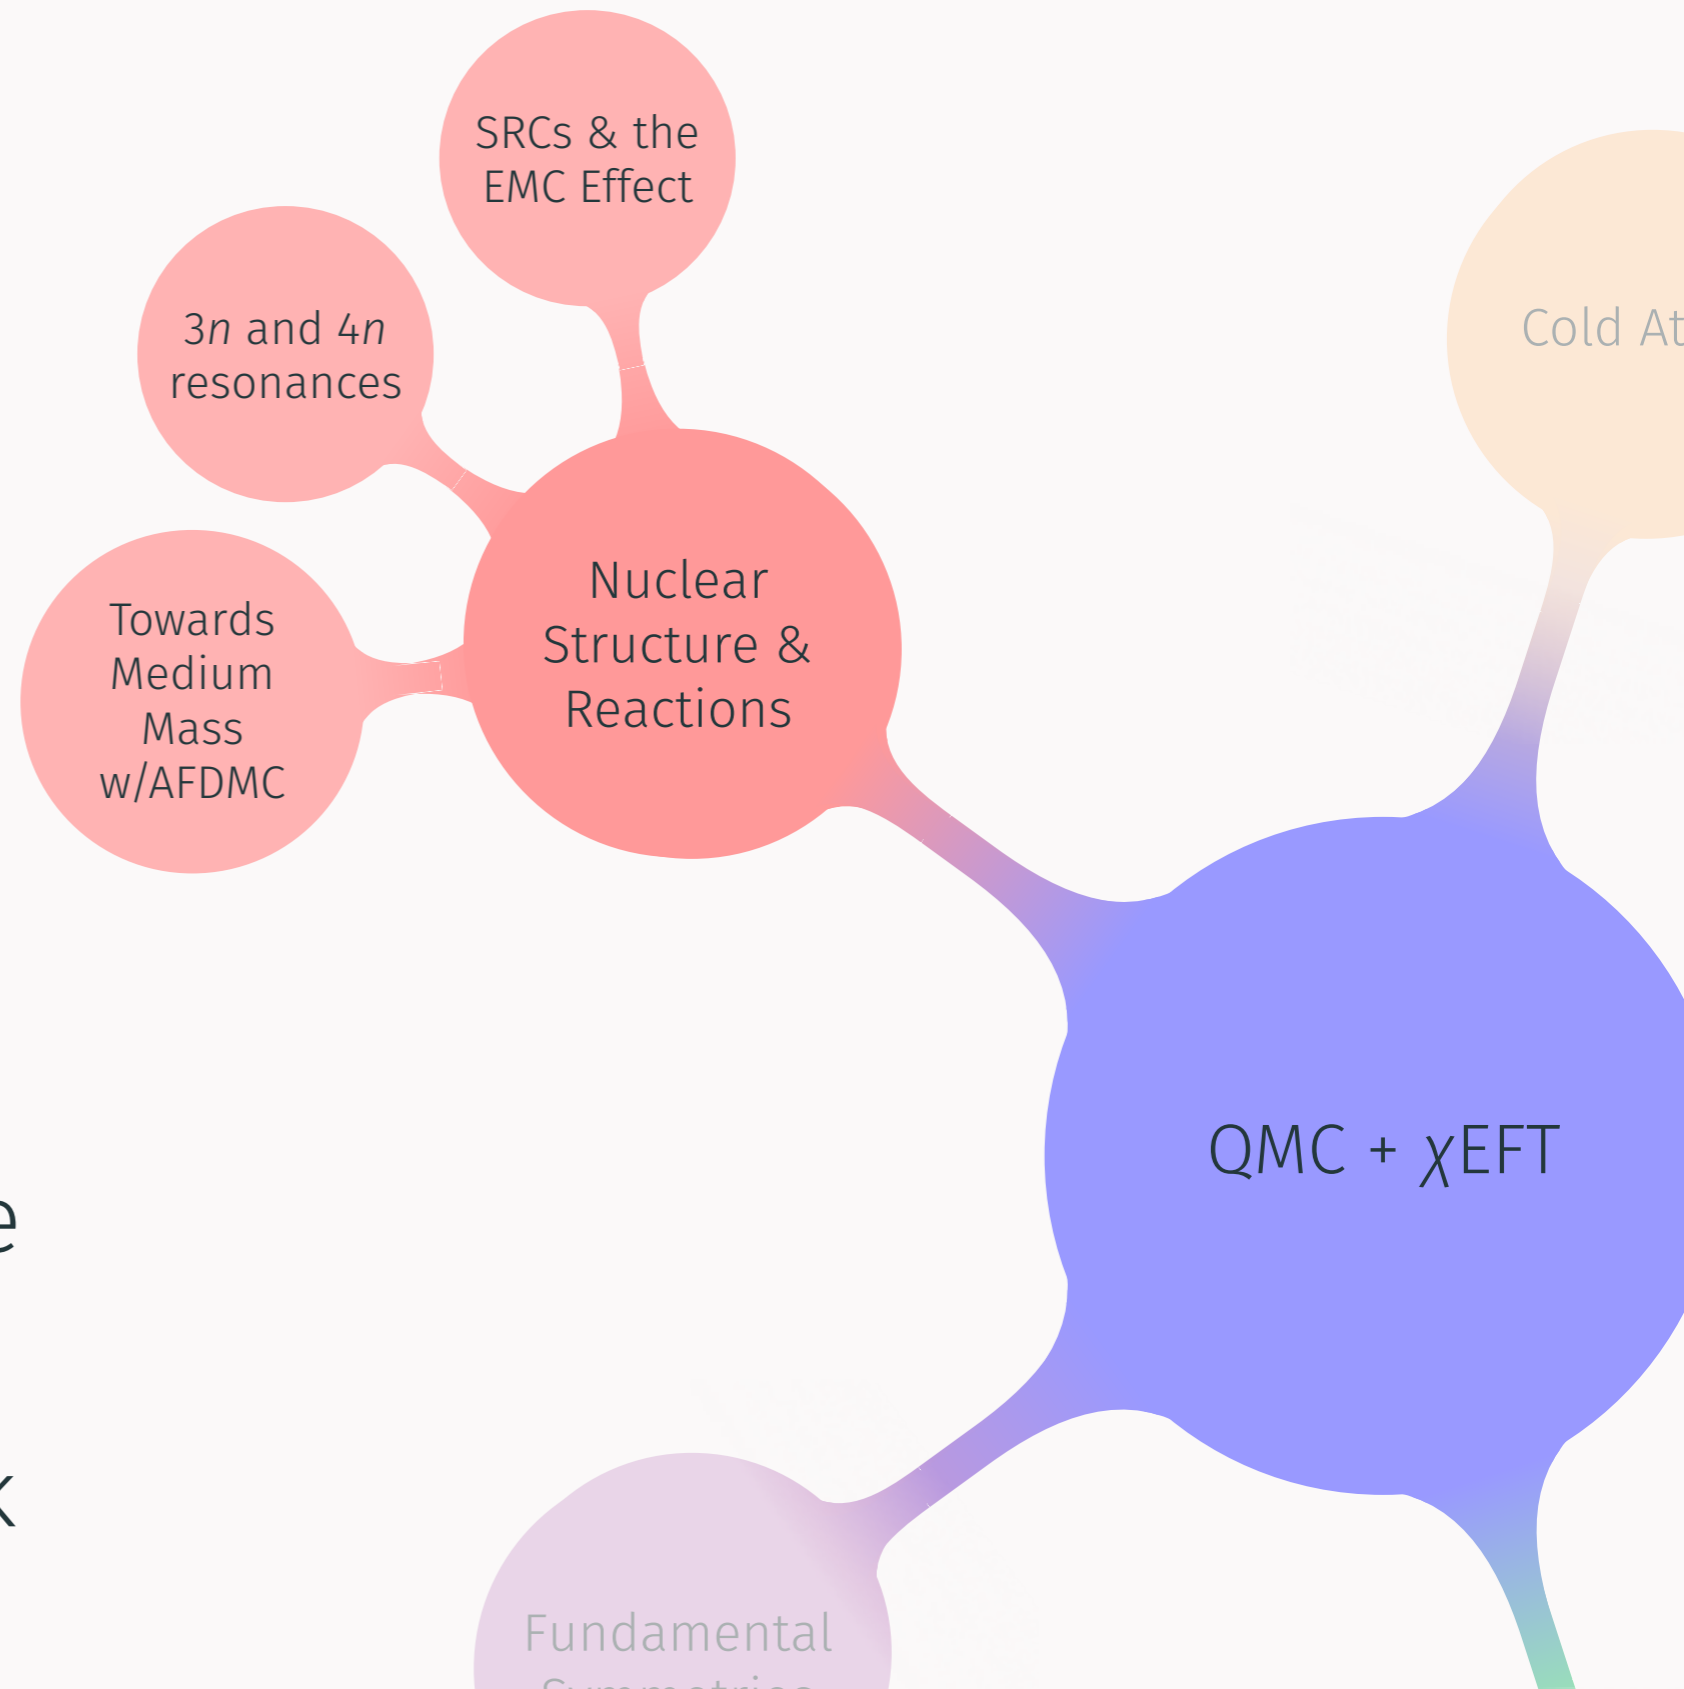 SRCs & the
EMC Effect
3n and 4n
resonances
Towards
Medium
Mass
w/AFDMC
Nuclear
Structure &
Reactions
Cold
QMC + χEFT
Fundamental